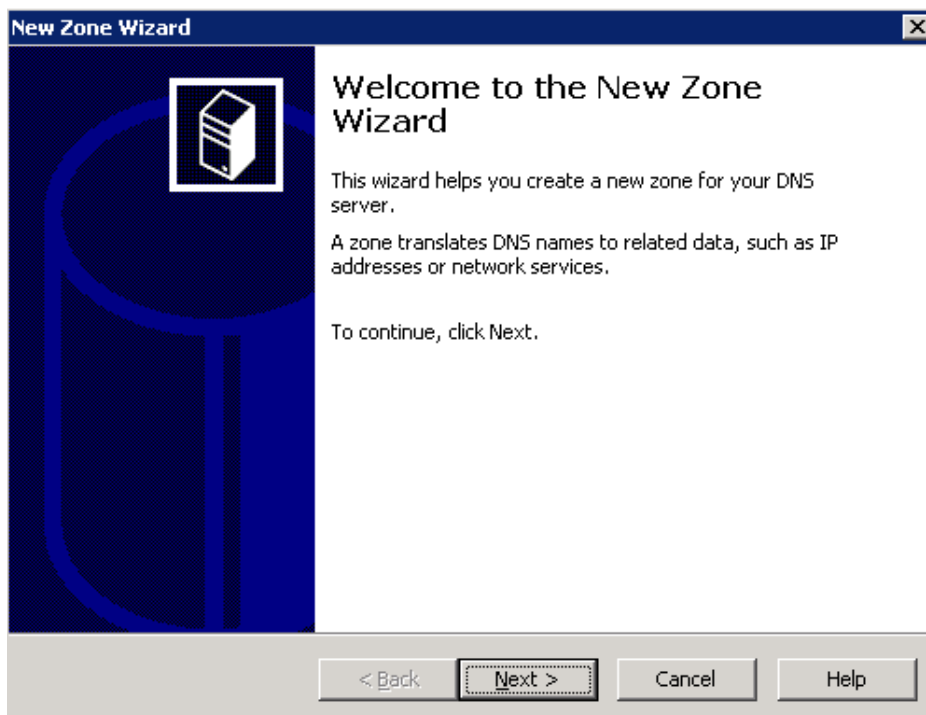 New Zone Wizard
Welcome to the New Zone
Wizard
This wizard helps you create a new zone for your DNS
server.
A zone translates DNS names to related data, such as IP
addresses or network services.
To continue, click Next.
< Back
Next >
Cancel
Help